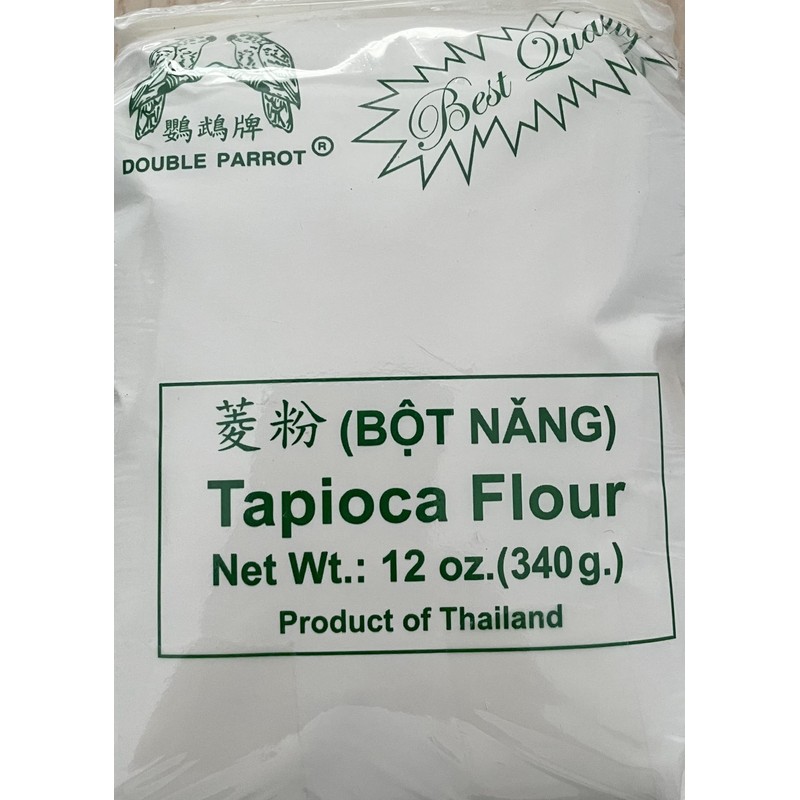 鸚鵡牌
DOUBLE PARROT®
Best Quality
菱粉 (BỘT NĂNG)
Tapioca Flour
Net Wt.: 12 oz.(340g.)
Product of Thailand